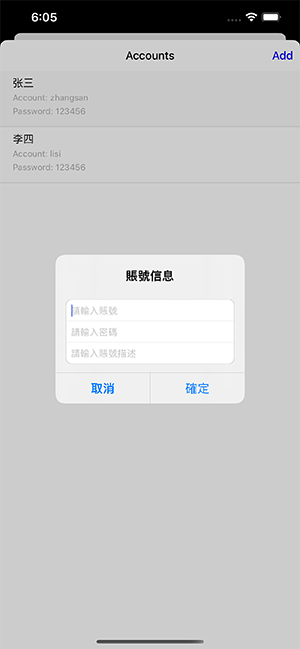 6:05
Accounts
Add
张三
Account: zhangsan
Password: 123456
李四
Account: lisi
Password: 123456
賬號信息
請輸入賬號
請輸入密碼
請輸入賬號描述
取消
確定